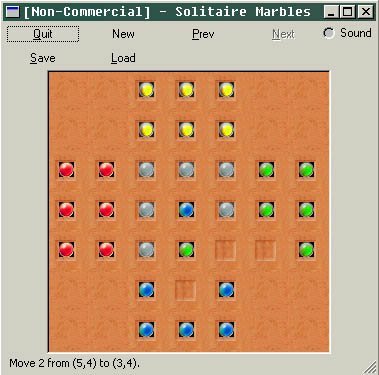 [Non-Commercial] - Solitaire Marbles
Quit New Prev Next Sound
Save Load
Move 2 from (5,4) to (3,4).